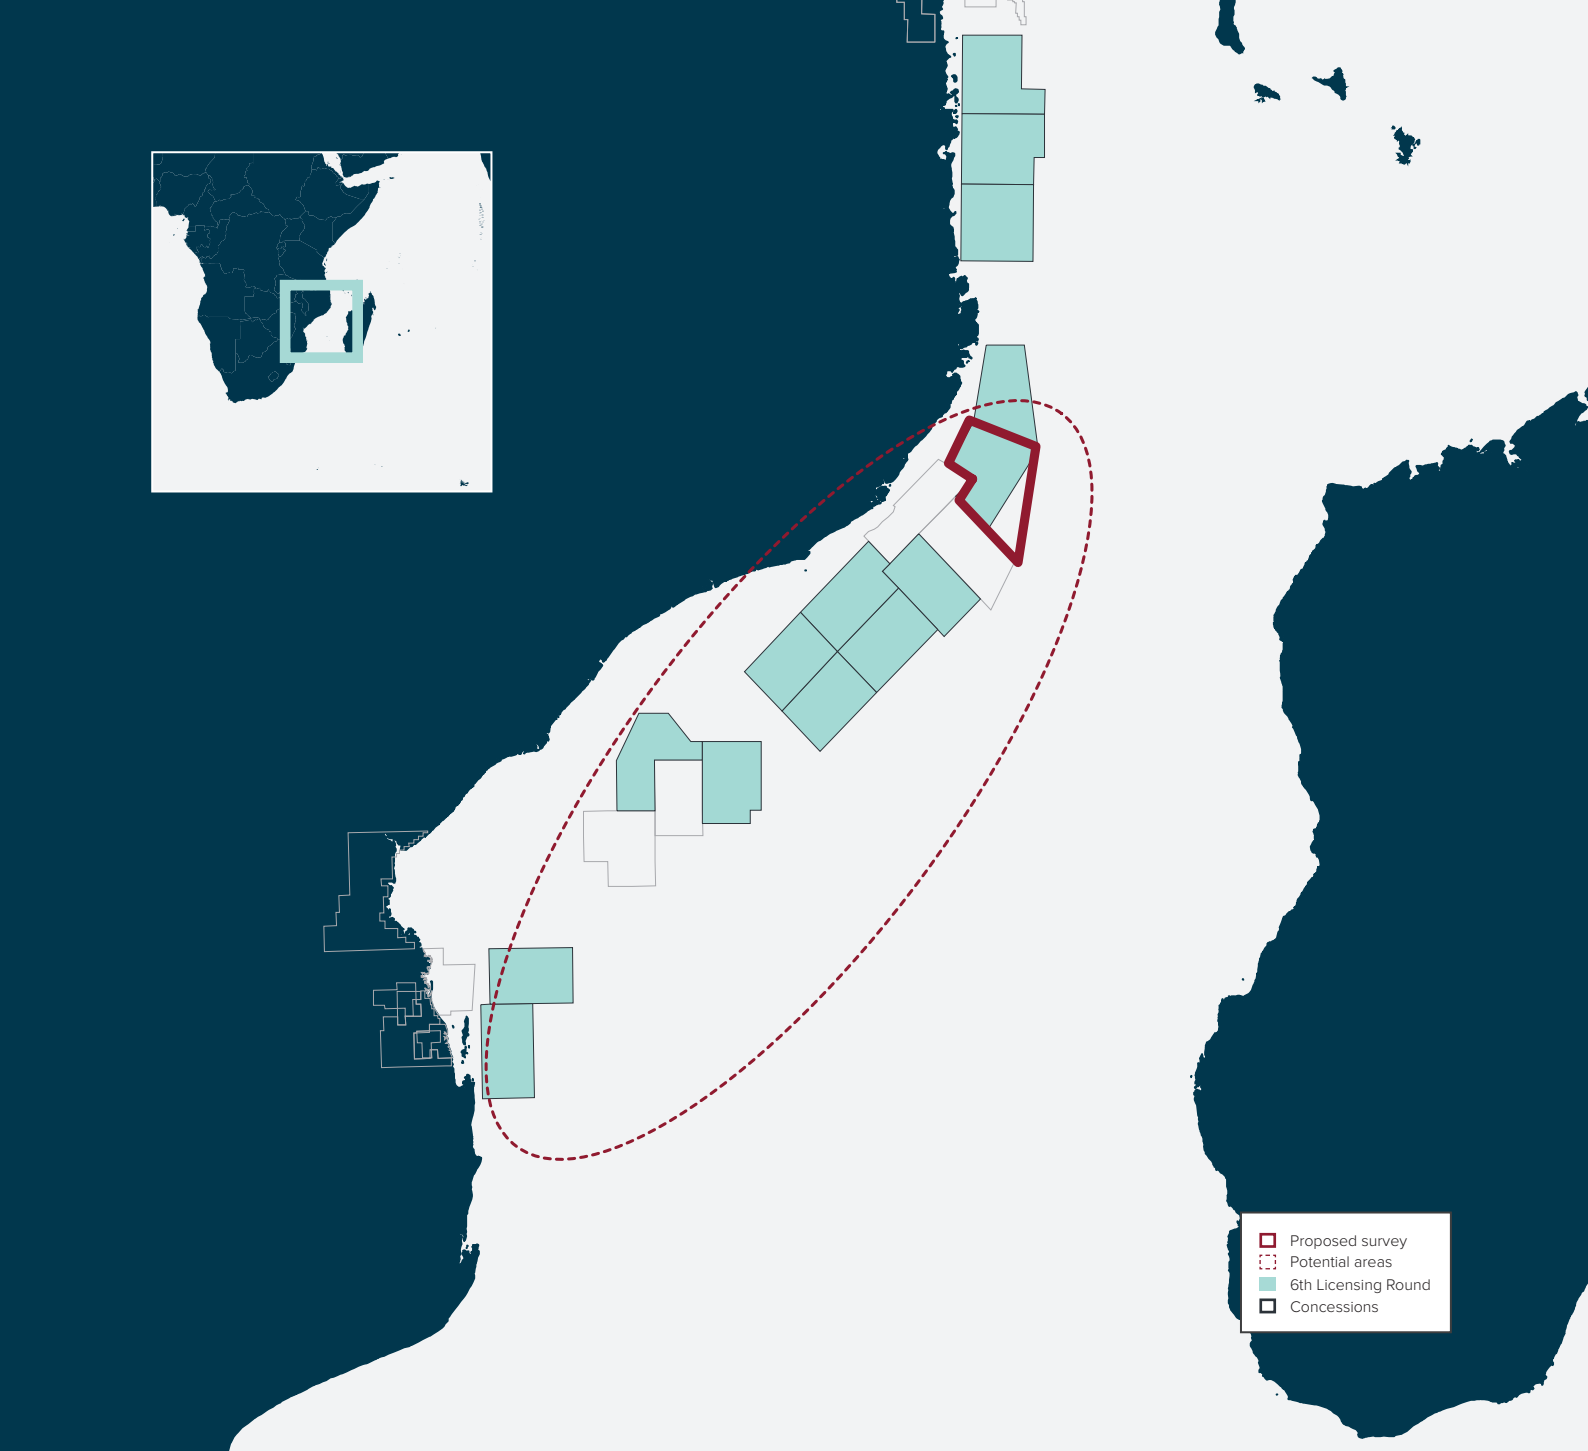 Proposed survey
Potential areas
6th Licensing Round
Concessions